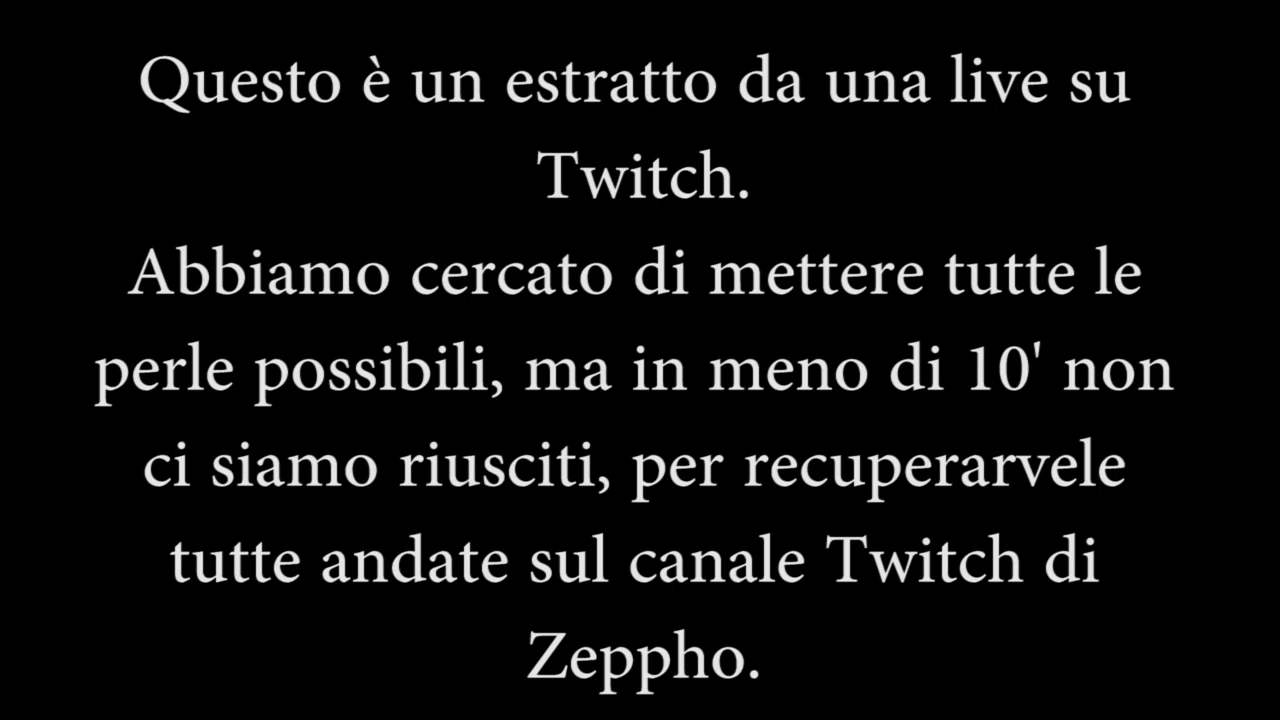 Questo è un estratto da una live su
Twitch.
Abbiamo cercato di mettere tutte le
perle possibili, ma in meno di 10' non
ci siamo riusciti, per recuperarvele
tutte andate sul canale Twitch di
Zeppho.